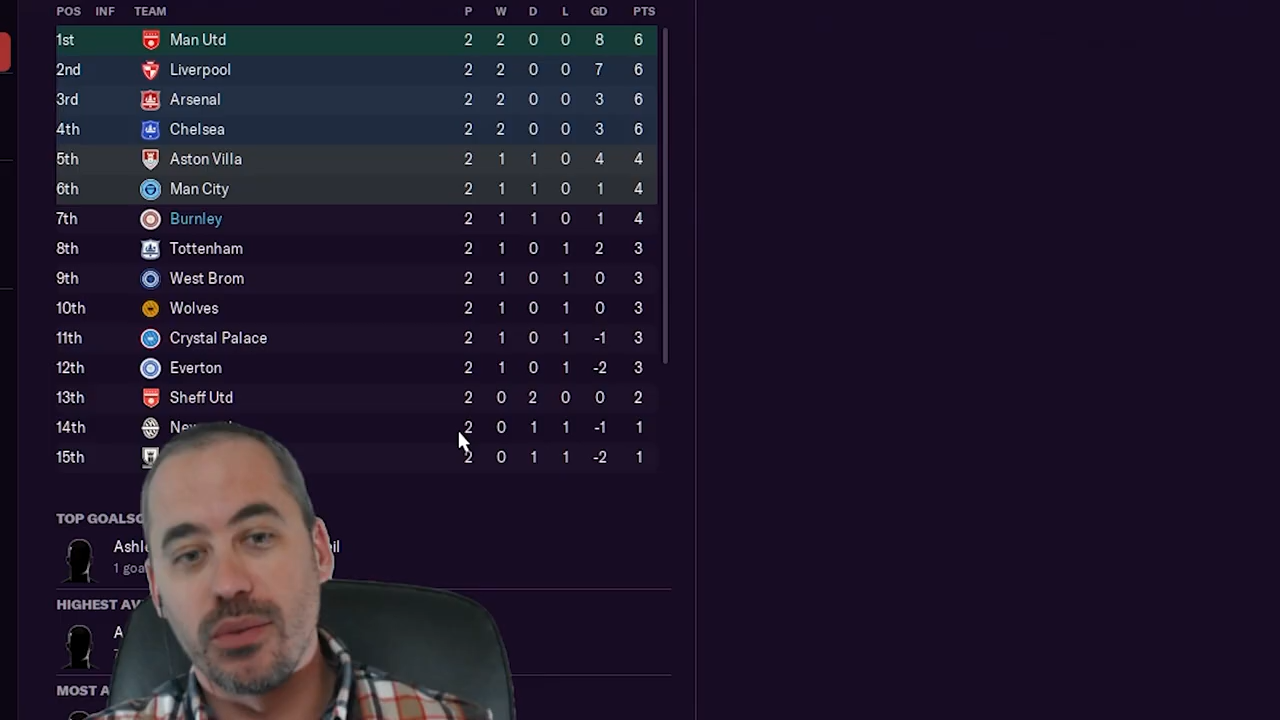 POS INF TEAM P W D L GD PTS
1st Man Utd 2 2 0 0 8 6
2nd Liverpool 2 2 0 0 7 6
3rd Arsenal 2 2 0 0 3 6
4th Chelsea 2 2 0 0 3 6
5th Aston Villa 2 1 1 0 4 4
6th Man City 2 1 1 0 1 4
7th Burnley 2 1 1 0 1 4
8th Tottenham 2 1 0 1 2 3
9th West Brom 2 1 0 1 0 3
10th Wolves 2 1 0 1 0 3
11th Crystal Palace 2 1 0 1 -1 3
12th Everton 2 1 0 1 -2 3
13th Sheff Utd 2 0 2 0 0 2
14th 2 0 1 1 -1 1
15th 2 0 1 1 -2 1
TOP
1
HIGHEST
MOST